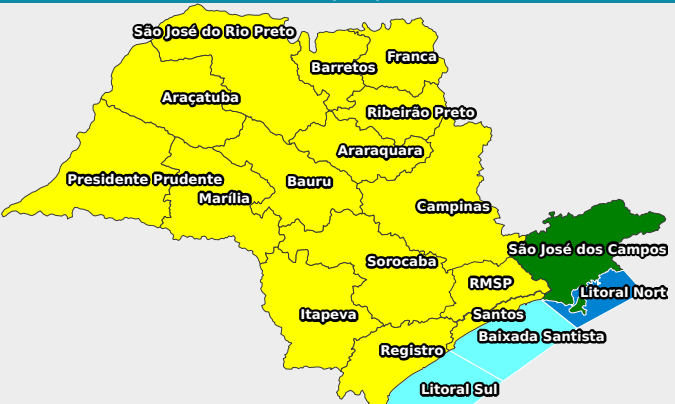 São José do Rio Preto
Franca
Barretos
Araçatuba
Ribeirão Preto
Araraquara
Presidente Prudente
Bauru
Marília
Campinas
São José dos Campos
Sorocaba
RMSP
Litoral Nort
Itapeva
Santos
Baixada Santista
Registro
Litoral Sul